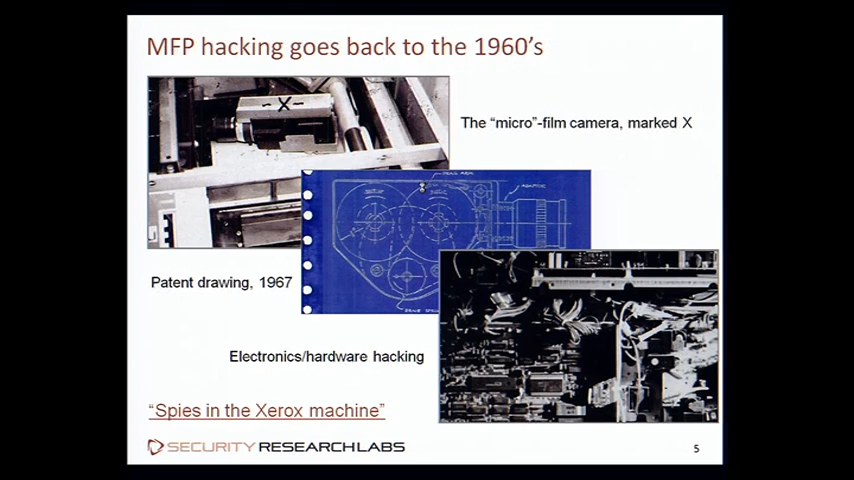 MFP hacking goes back to the 1960's
X
The "micro"-film camera, marked X
ADAPTOR
Patent drawing, 1967
Electronics/hardware hacking
"Spies in the Xerox machine"
SECURITY RESEARCH LABS
5